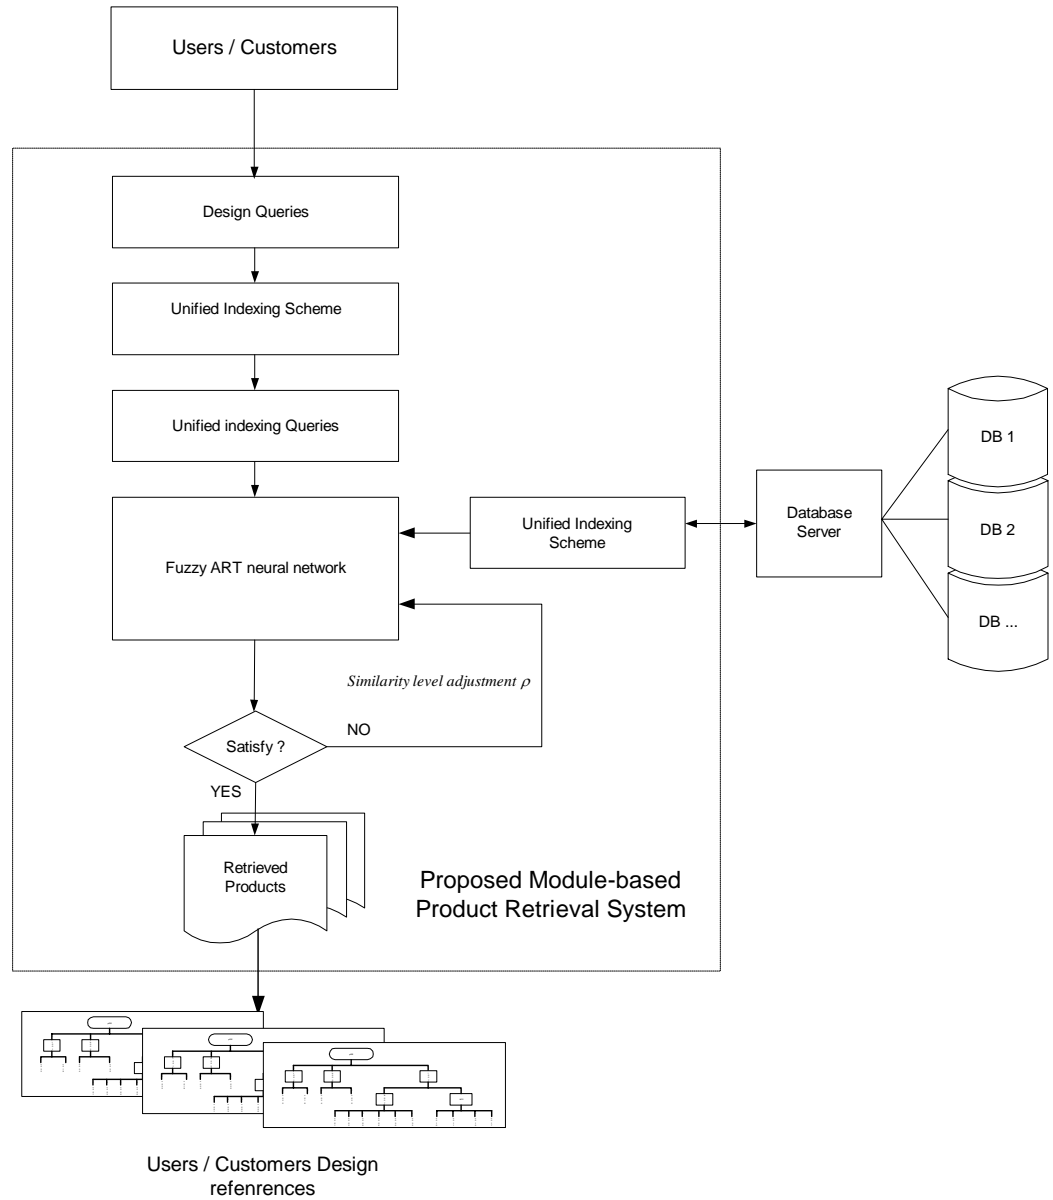 Users / Customers
Design Queries
Unified Indexing Scheme
Unified indexing Queries
Fuzzy ART neural network
Unified Indexing
Scheme
Database
Server
DB 1
DB 2
DB ...
Similarity level adjustment ρ
NO
Satisfy ?
YES
Retrieved
Products
Proposed Module-based
Product Retrieval System
Users / Customers Design
refenrences